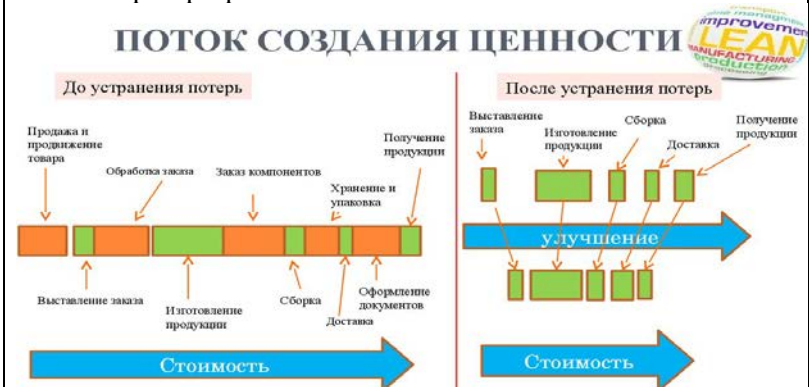 ПОТОК СОЗДАНИЯ ЦЕННОСТИ
improvement
LEAN
MANUFACTURING
production
До устранения потерь
Продажа и
продвижение
товара
Обработка заказа
Заказ компонентов
Хранение и
упаковка
Получение
продукции
Выставление заказа
Изготовление
продукции
Сборка
Доставка
Оформление
документов
Стоимость
После устранения потерь
Выставление
заказа
Изготовление
продукции
Сборка
Доставка
Получение
продукции
улучшение
Стоимость